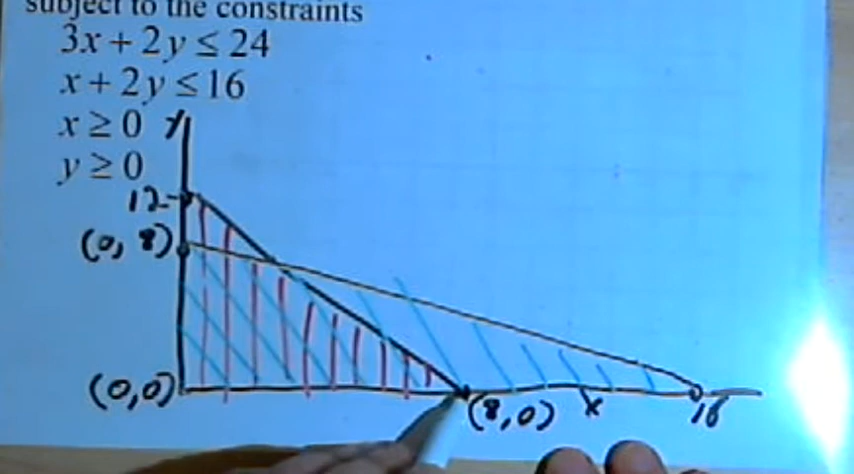 subject to the constraints
3x + 2y ≤ 24
x + 2y ≤ 16
x ≥ 0
y
y ≥ 0
12
(0, 8)
(0,0)
(8,0)
x
16